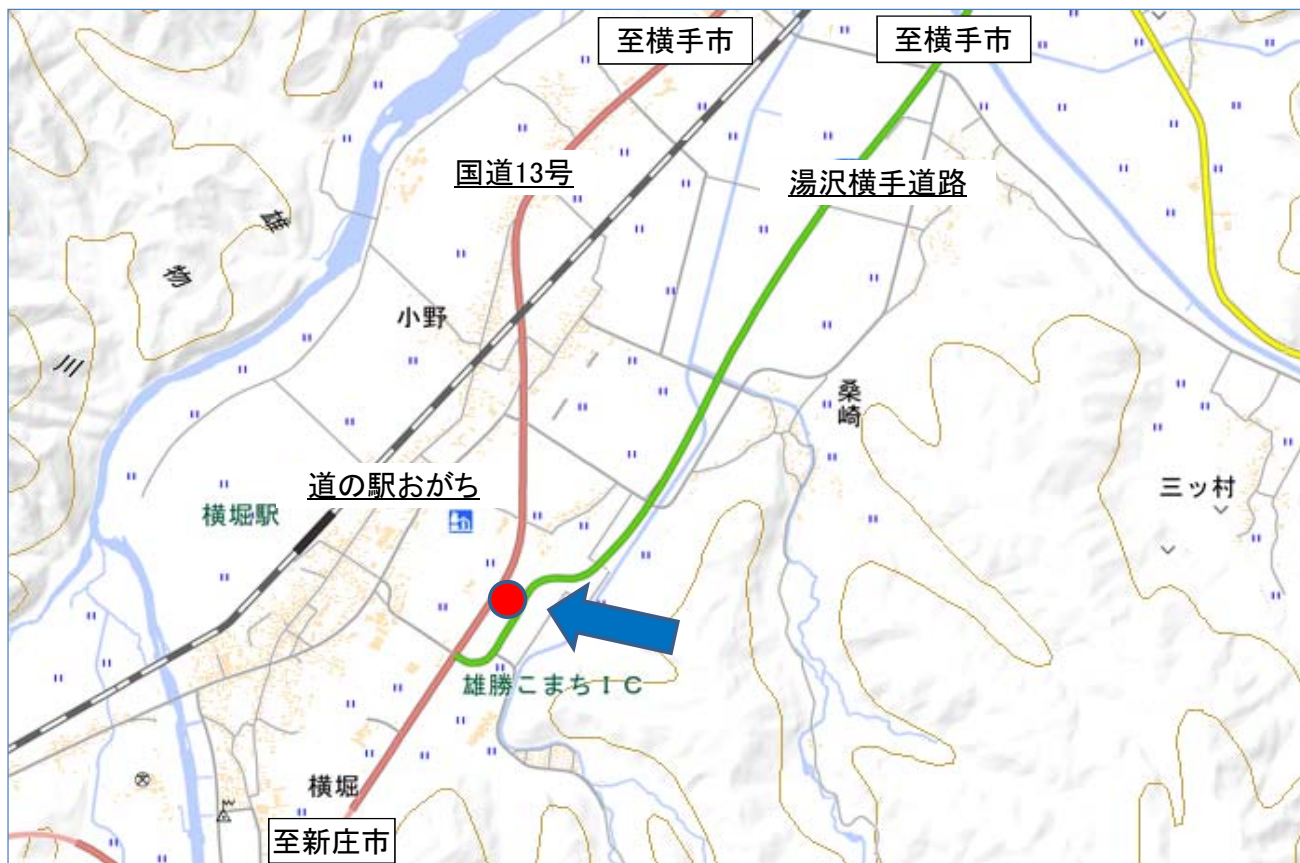 至横手市
至横手市
国道13号
湯沢横手道路
雄物川
小野
桑崎
道の駅おがち
横堀駅
三ッ村
雄勝こまちＩＣ
横堀
至新庄市